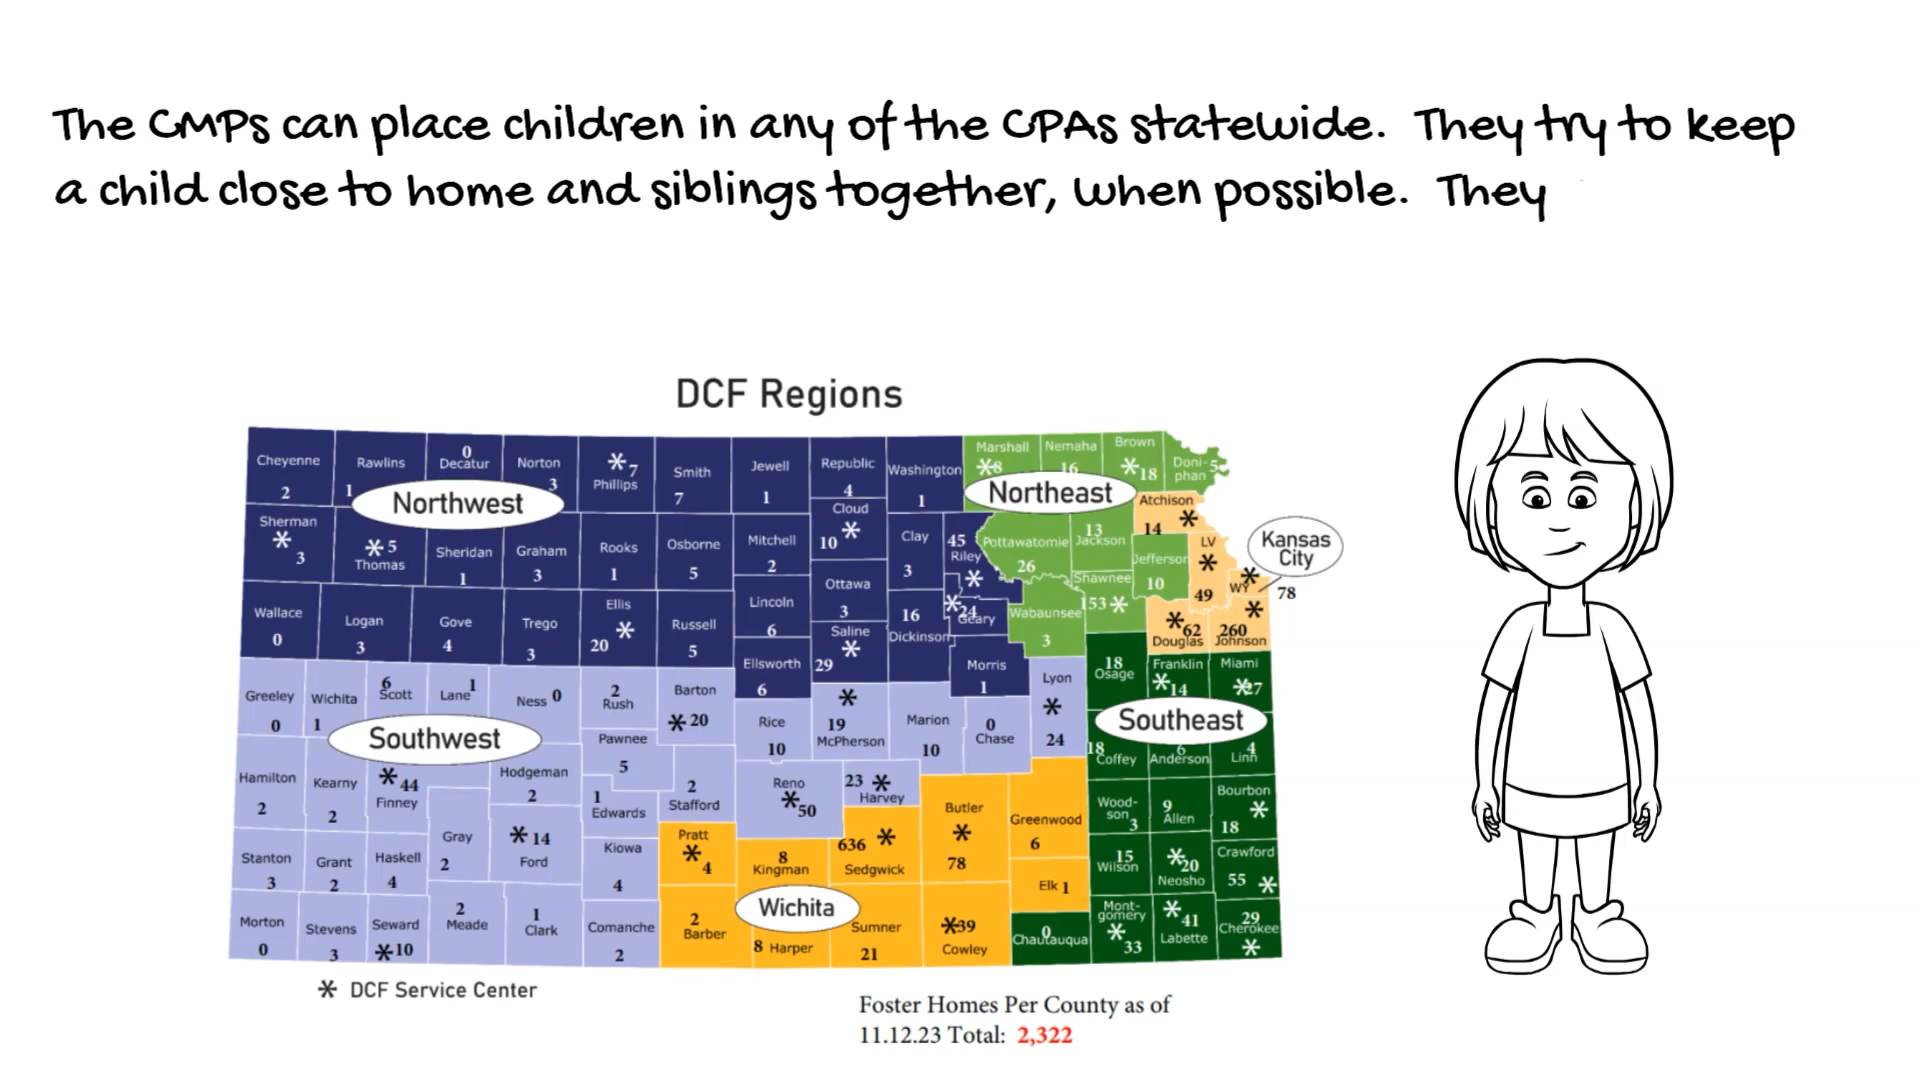 The CMPs can place children in any of the CPAs statewide. They try to keep
a child close to home and siblings together, when possible. They
DCF Regions
Northwest
Cheyenne 2
Rawlins 1
0 Decatur
Norton 3
* 7 Phillips
Smith 7
Jewell 1
Republic 4
Washington 1
Sherman * 3
* 5 Thomas
Sheridan 1
Graham 3
Rooks 1
Osborne 5
Mitchell 2
Cloud 10 *
Clay 3
45 Riley *
Wallace 0
Logan 3
Gove 4
Trego 3
Ellis 20 *
Russell 5
Lincoln 6
Ottawa 3
16 Dickinson
* 24 Geary
Ellsworth 6
Saline 29 *
Morris 1
Northeast
Marshall *8
Nemaha 16
Brown *18
Doni-phan 5
Pottawatomie 26
13 Jackson
Jefferson 10
Shawnee 153 *
Wabaunsee 3
Kansas City
Atchison 14 *
LV * 49
WY * 78
* 62 Douglas
* 260 Johnson
Southwest
Greeley 0
Wichita 1
6 Scott
Lane 1
Ness 0
2 Rush
Barton * 20
Rice 10
* 19 McPherson
Marion 10
0 Chase
Lyon * 24
Hamilton 2
Kearny 2
* 44 Finney
Hodgeman 2
Pawnee 5
1 Edwards
2 Stafford
Reno * 50
23 * Harvey
Stanton 3
Grant 2
Haskell 4
Gray 2
* 14 Ford
Kiowa 4
Morton 0
Stevens 3
Seward *10
2 Meade
1 Clark
Comanche 2
Wichita
Pratt * 4
8 Kingman
636 * Sedgwick
Butler * 78
Greenwood 6
Elk 1
2 Barber
8 Harper
Sumner 21
*39 Cowley
Southeast
18 Osage
Franklin *14
Miami *27
18 Coffey
6 Anderson
4 Linn
Wood-son 3
9 Allen
Bourbon * 18
15 Wilson
* 20 Neosho
Crawford 55 *
0 Chautauqua
Mont-gomery * 33
* 41 Labette
29 Cherokee *
* DCF Service Center
Foster Homes Per County as of
11.12.23 Total: 2,322